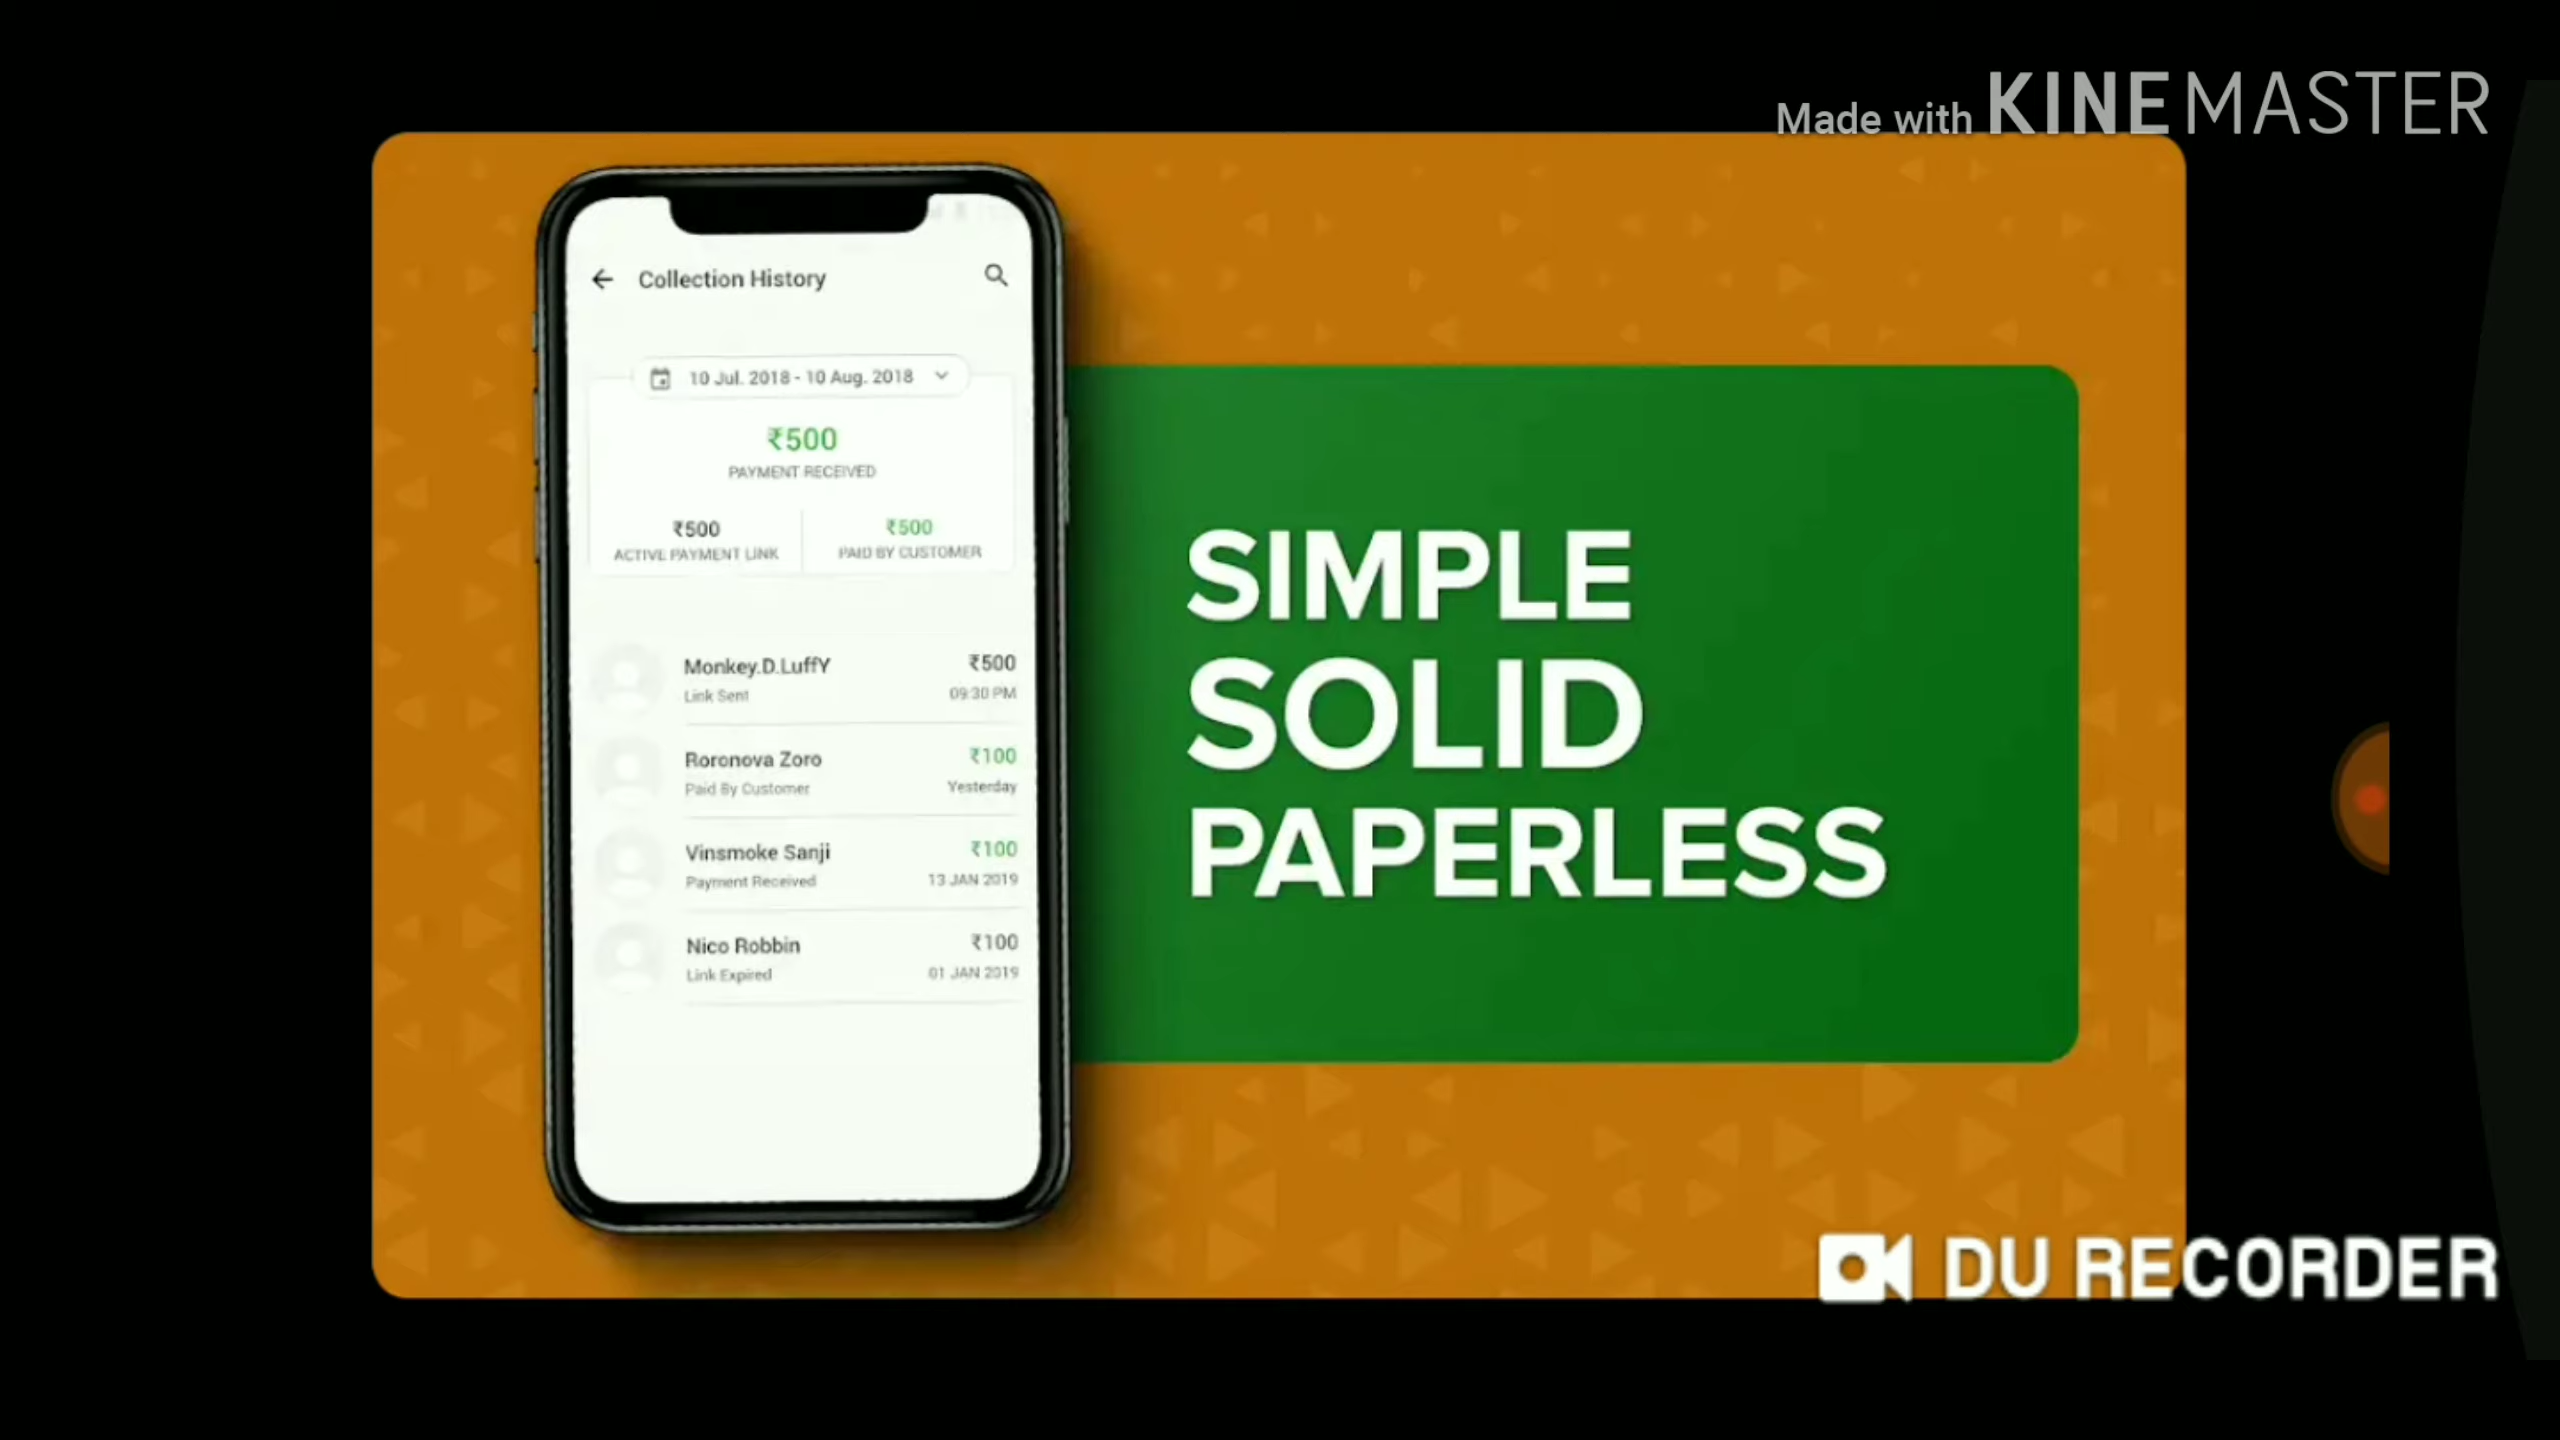 Made with KINEMASTER
Collection History
10 Jul. 2018 - 10 Aug. 2018
₹500
PAYMENT RECEIVED
₹500 ₹500
ACTIVE PAYMENT LINK PAID BY CUSTOMER
Monkey.D.LuffY ₹500
Link Sent 09:30 PM
Roronova Zoro ₹100
Paid By Customer Yesterday
Vinsmoke Sanji ₹100
Payment Received 13 JAN 2019
Nico Robbin ₹100
Link Expired 01 JAN 2019
SIMPLE
SOLID
PAPERLESS
DU RECORDER